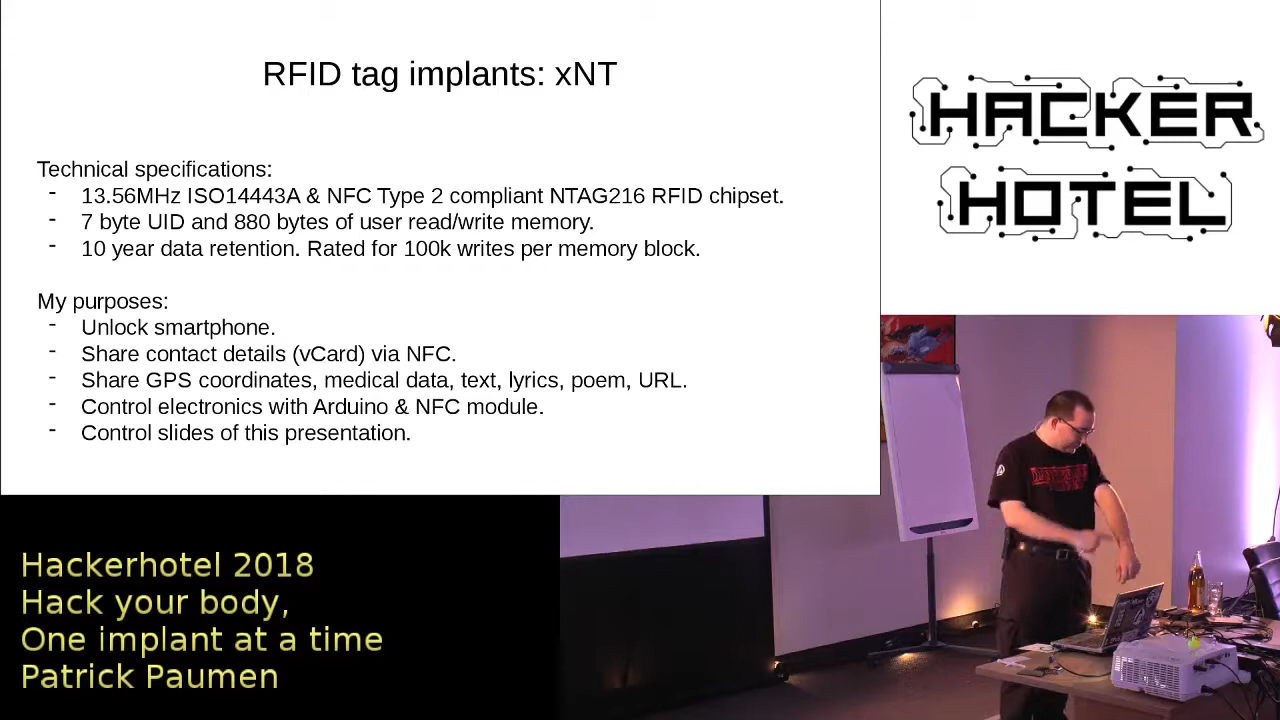 RFID tag implants: xNT
Technical specifications:
- 13.56MHz ISO14443A & NFC Type 2 compliant NTAG216 RFID chipset.
- 7 byte UID and 880 bytes of user read/write memory.
- 10 year data retention. Rated for 100k writes per memory block.
My purposes:
- Unlock smartphone.
- Share contact details (vCard) via NFC.
- Share GPS coordinates, medical data, text, lyrics, poem, URL.
- Control electronics with Arduino & NFC module.
- Control slides of this presentation.
HACKER
HOTEL
Hackerhotel 2018
Hack your body,
One implant at a time
Patrick Paumen